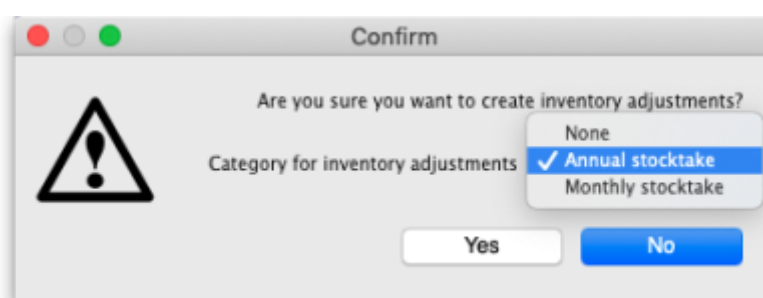 Confirm
Are you sure you want to create inventory adjustments?
None
Category for inventory adjustments ✓ Annual stocktake
Monthly stocktake
Yes No